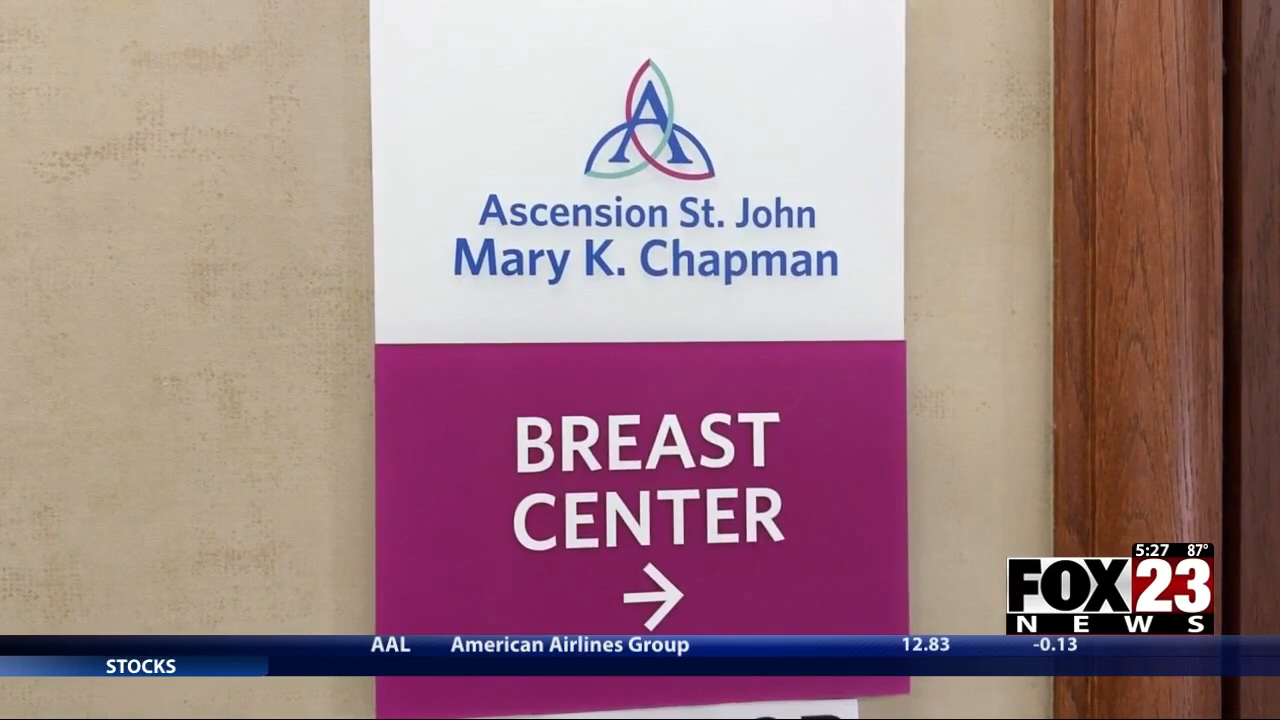 A
Ascension St. John
Mary K. Chapman
BREAST
CENTER
→
5:27 87°
FOX 23
NEWS
AAL American Airlines Group 12.83 -0.13
STOCKS